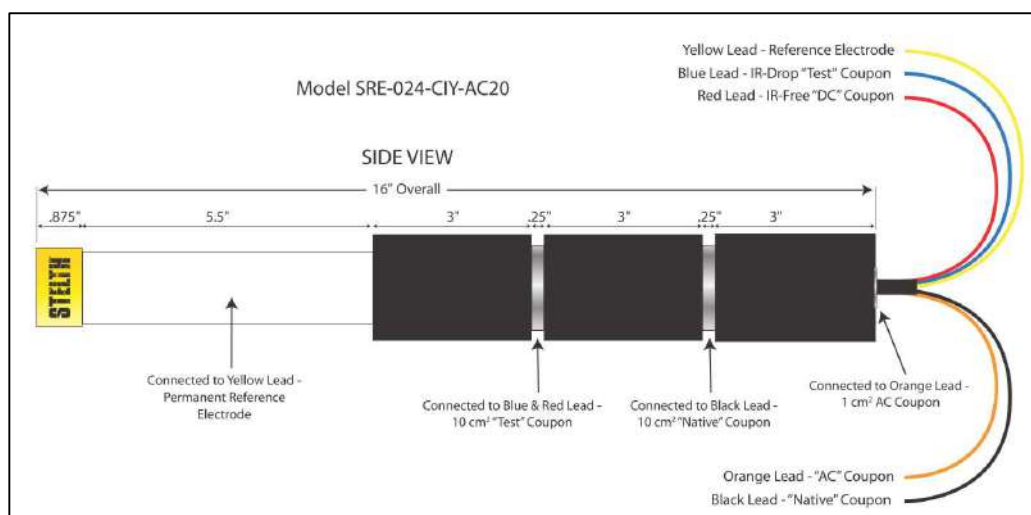 Yellow Lead - Reference Electrode
Blue Lead - IR-Drop "Test" Coupon
Red Lead - IR-Free "DC" Coupon
Model SRE-024-CIY-AC20
SIDE VIEW
16" Overall
.875" 5.5" 3" .25" 3" .25" 3"
STELTH
Connected to Yellow Lead -
Permanent Reference
Electrode
Connected to Blue & Red Lead -
10 cm² "Test" Coupon
Connected to Black Lead -
10 cm² "Native" Coupon
Connected to Orange Lead -
1 cm² AC Coupon
Orange Lead - "AC" Coupon
Black Lead - "Native" Coupon